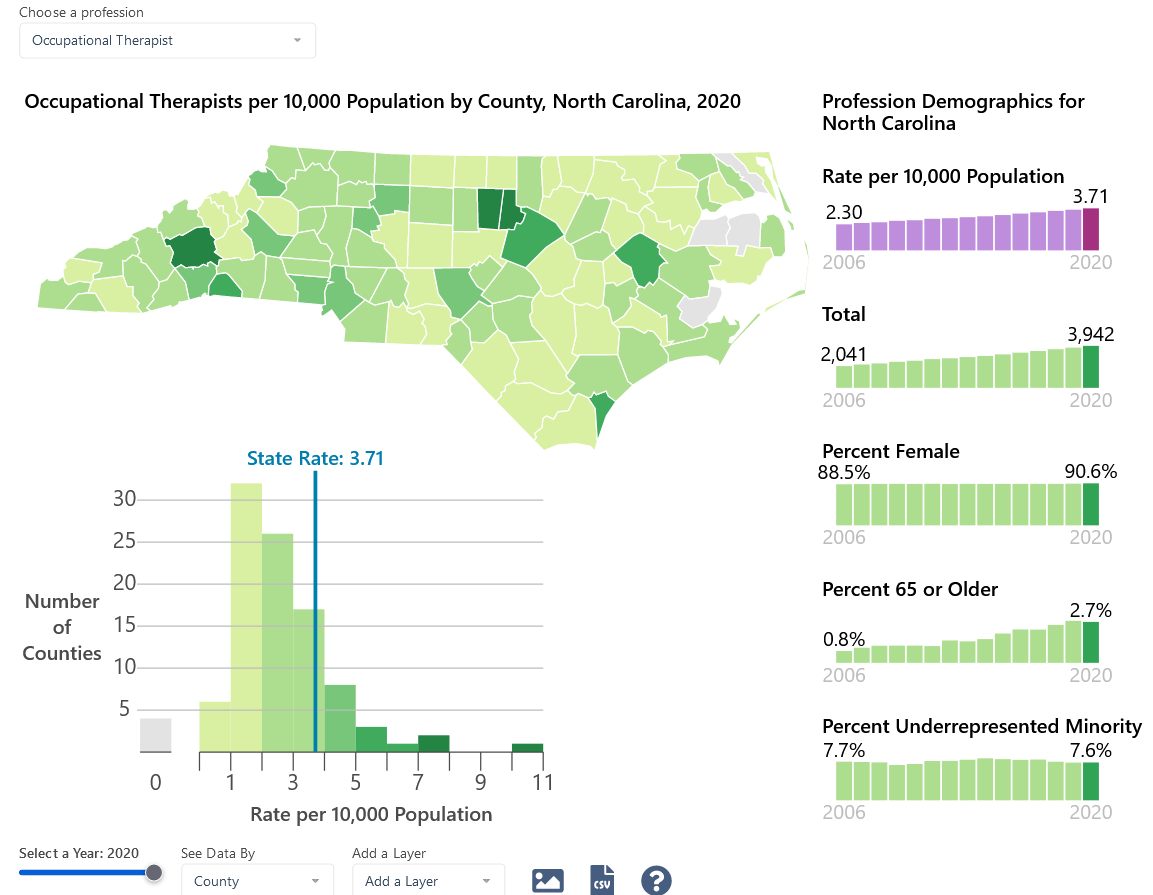 Choose a profession
Occupational Therapist
Occupational Therapists per 10,000 Population by County, North Carolina, 2020
Profession Demographics for
North Carolina
Rate per 10,000 Population
2.30
3.71
2006
2020
Total
2,041
3,942
2006
2020
Percent Female
88.5%
90.6%
2006
2020
Percent 65 or Older
0.8%
2.7%
2006
2020
Percent Underrepresented Minority
7.7%
7.6%
2006
2020
State Rate: 3.71
30
25
20
15
10
5
Number
of
Counties
0
1
3
5
7
9
11
Rate per 10,000 Population
Select a Year: 2020
See Data By
County
Add a Layer
Add a Layer
CSV
?